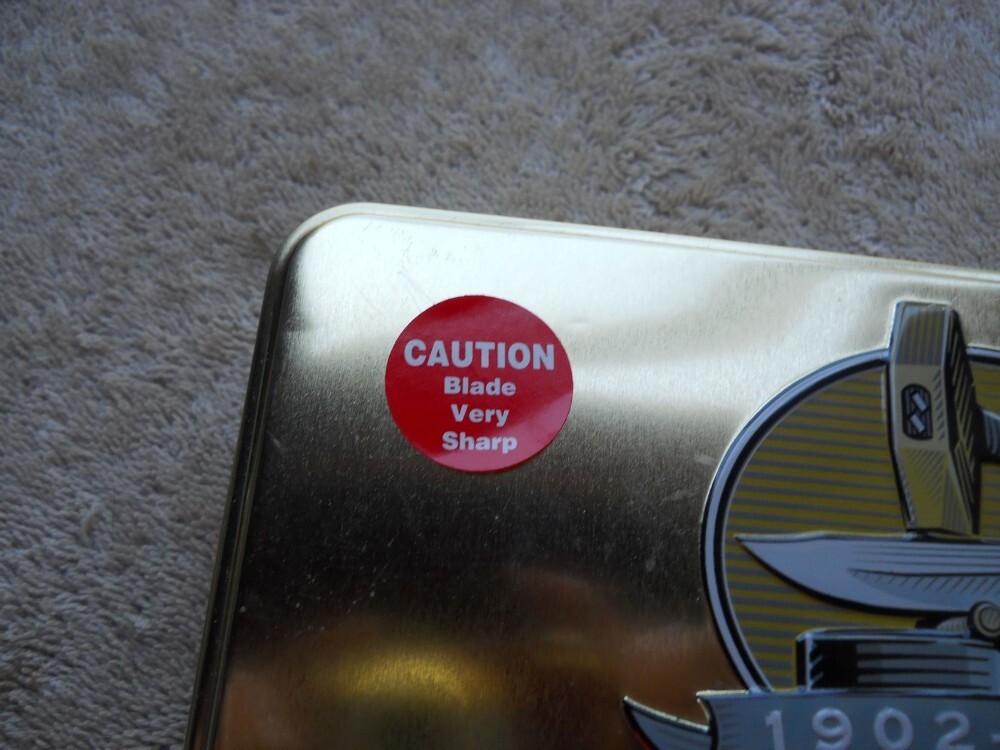 CAUTION
Blade
Very
Sharp
1902